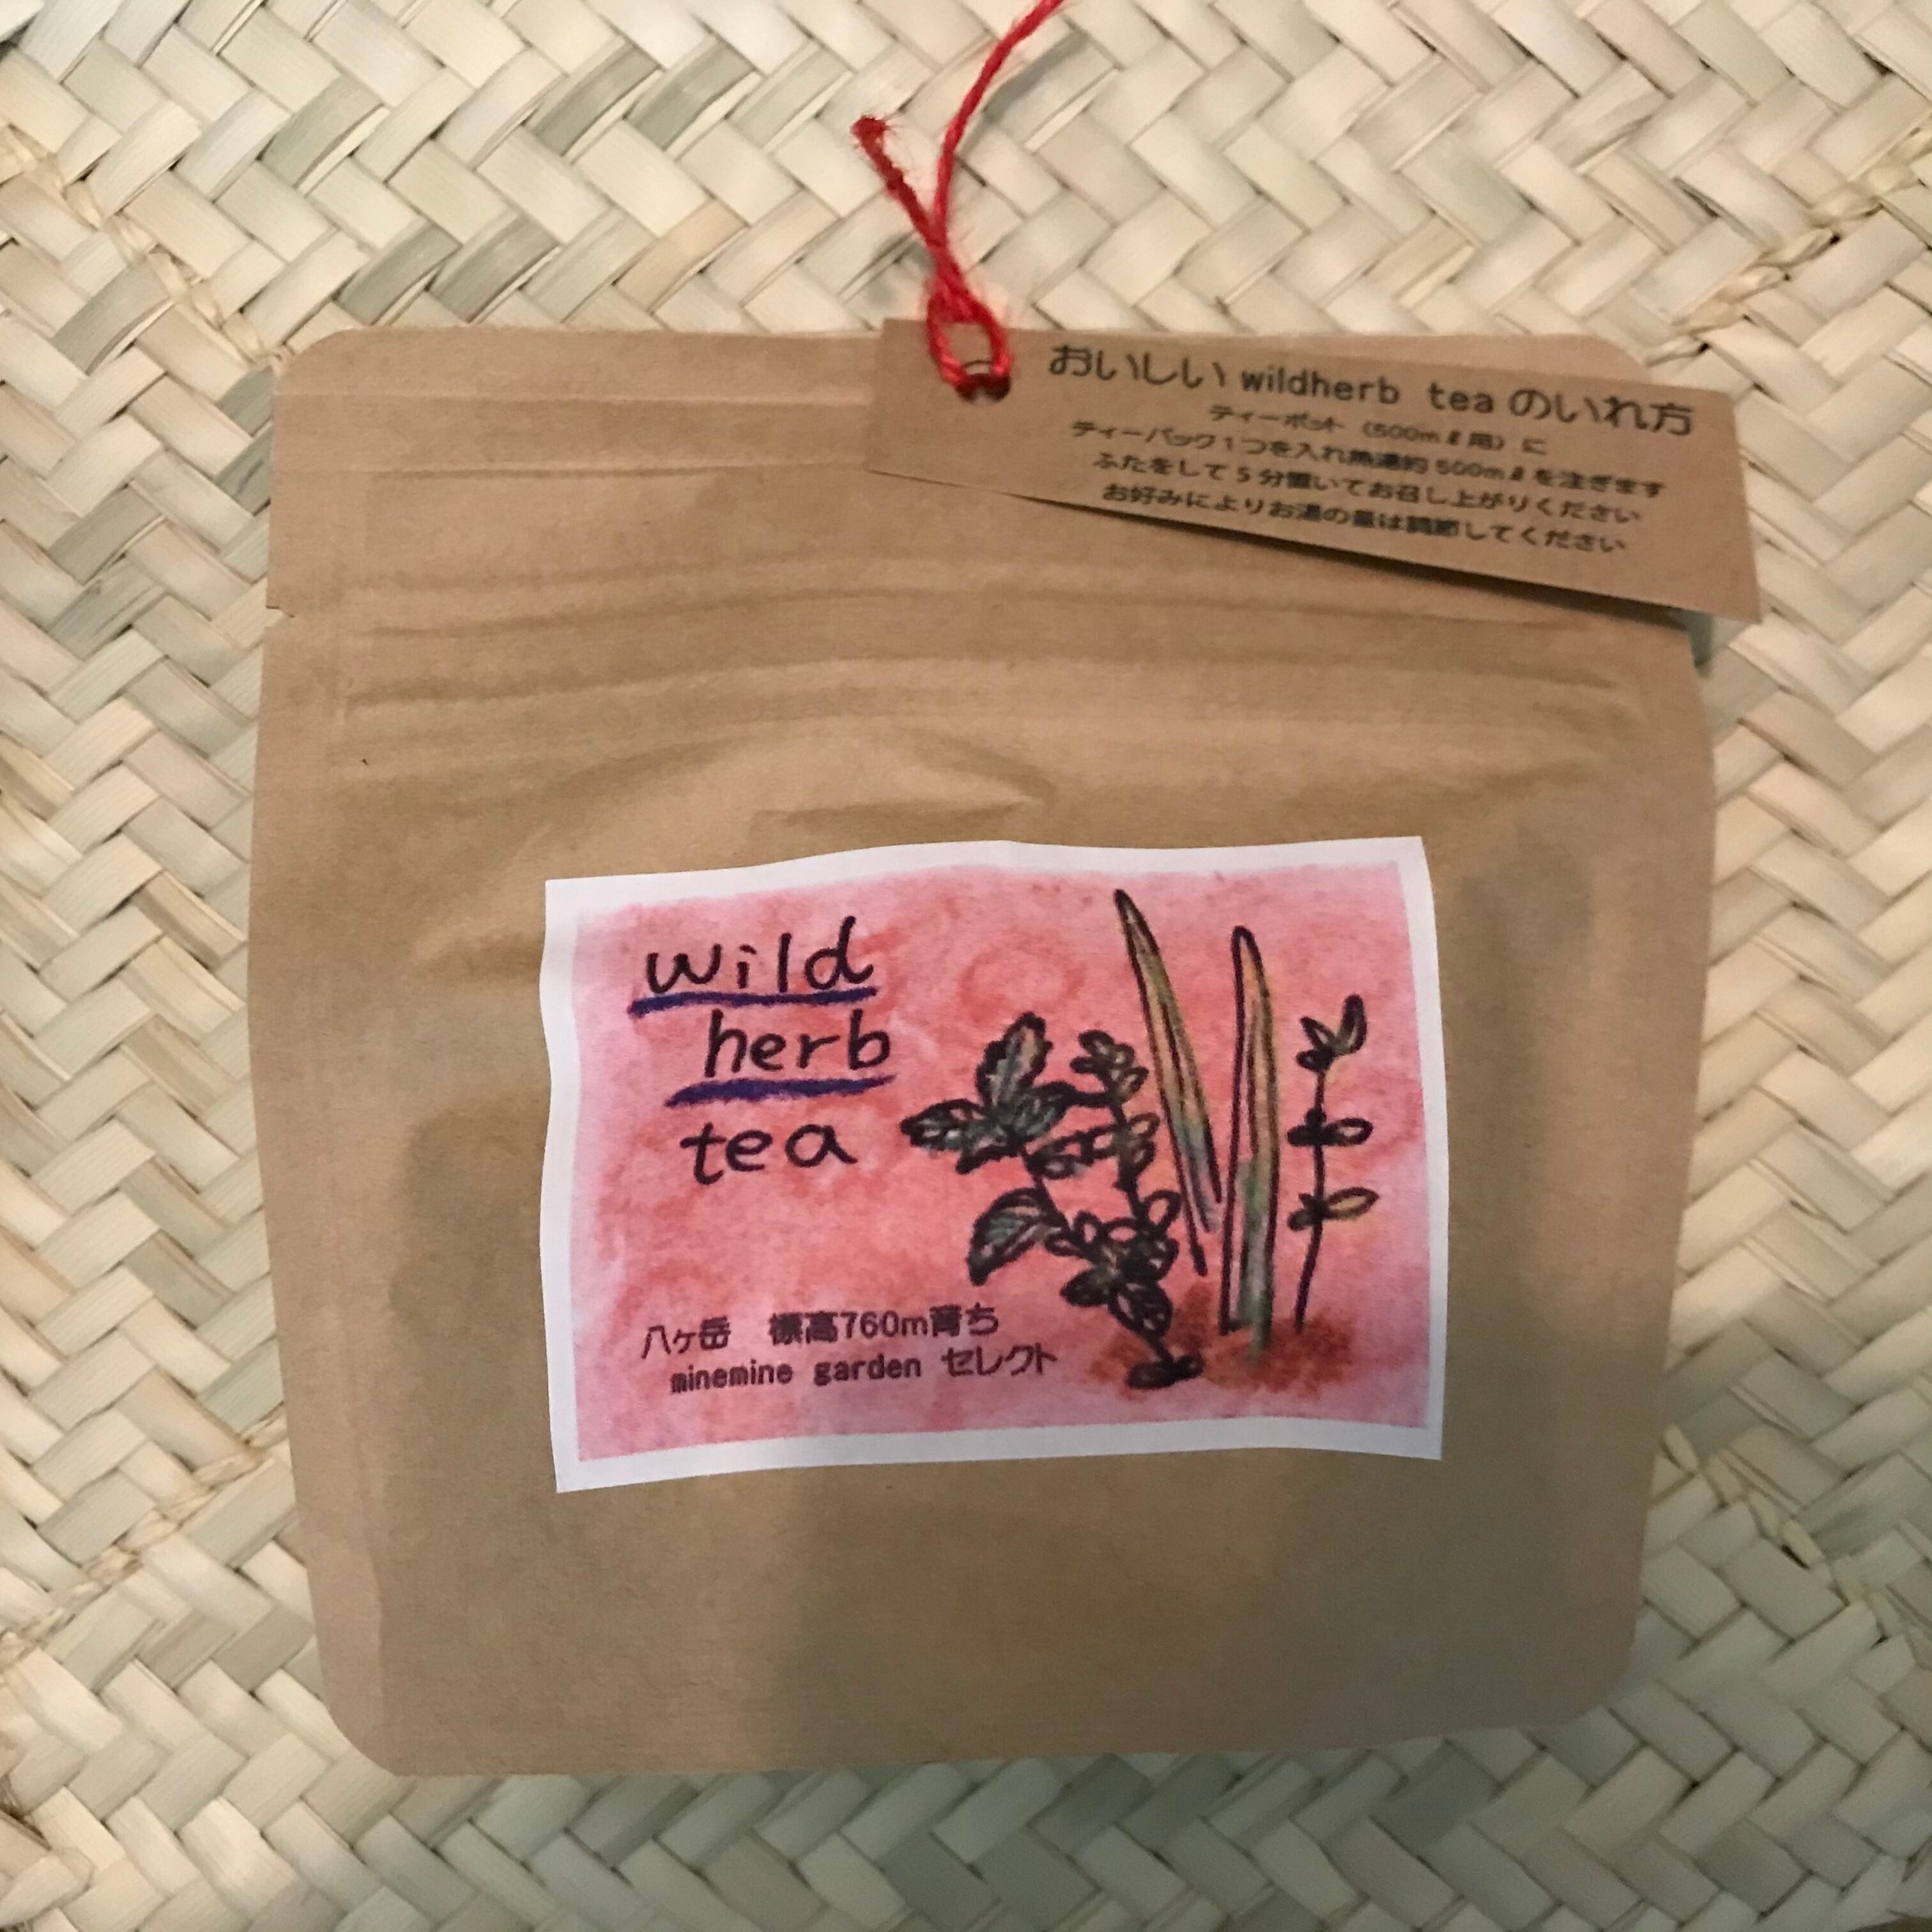 おいしい wildherb tea のいれ方
ティーポット（500mℓ用）に
ティーパック1つを入れ熱湯約500mℓを注ぎます
ふたをして5分置いてお召し上がりください
お好みによりお湯の量は調節してください
wild
herb
tea
八ヶ岳　標高760m育ち
minemine garden セレクト